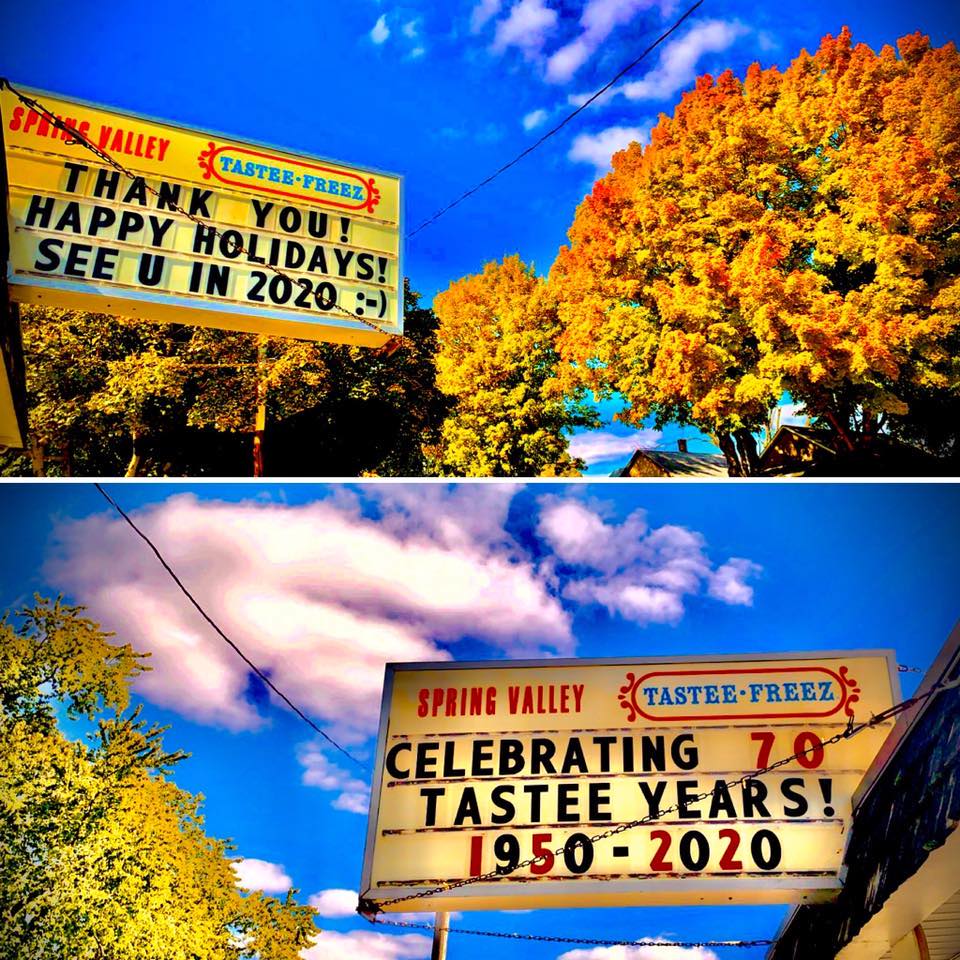 SPRING VALLEY TASTEE·FREEZ
THANK YOU!
HAPPY HOLIDAYS!
SEE U IN 2020 :-)
SPRING VALLEY TASTEE·FREEZ
CELEBRATING 70
TASTEE YEARS!
1950-2020